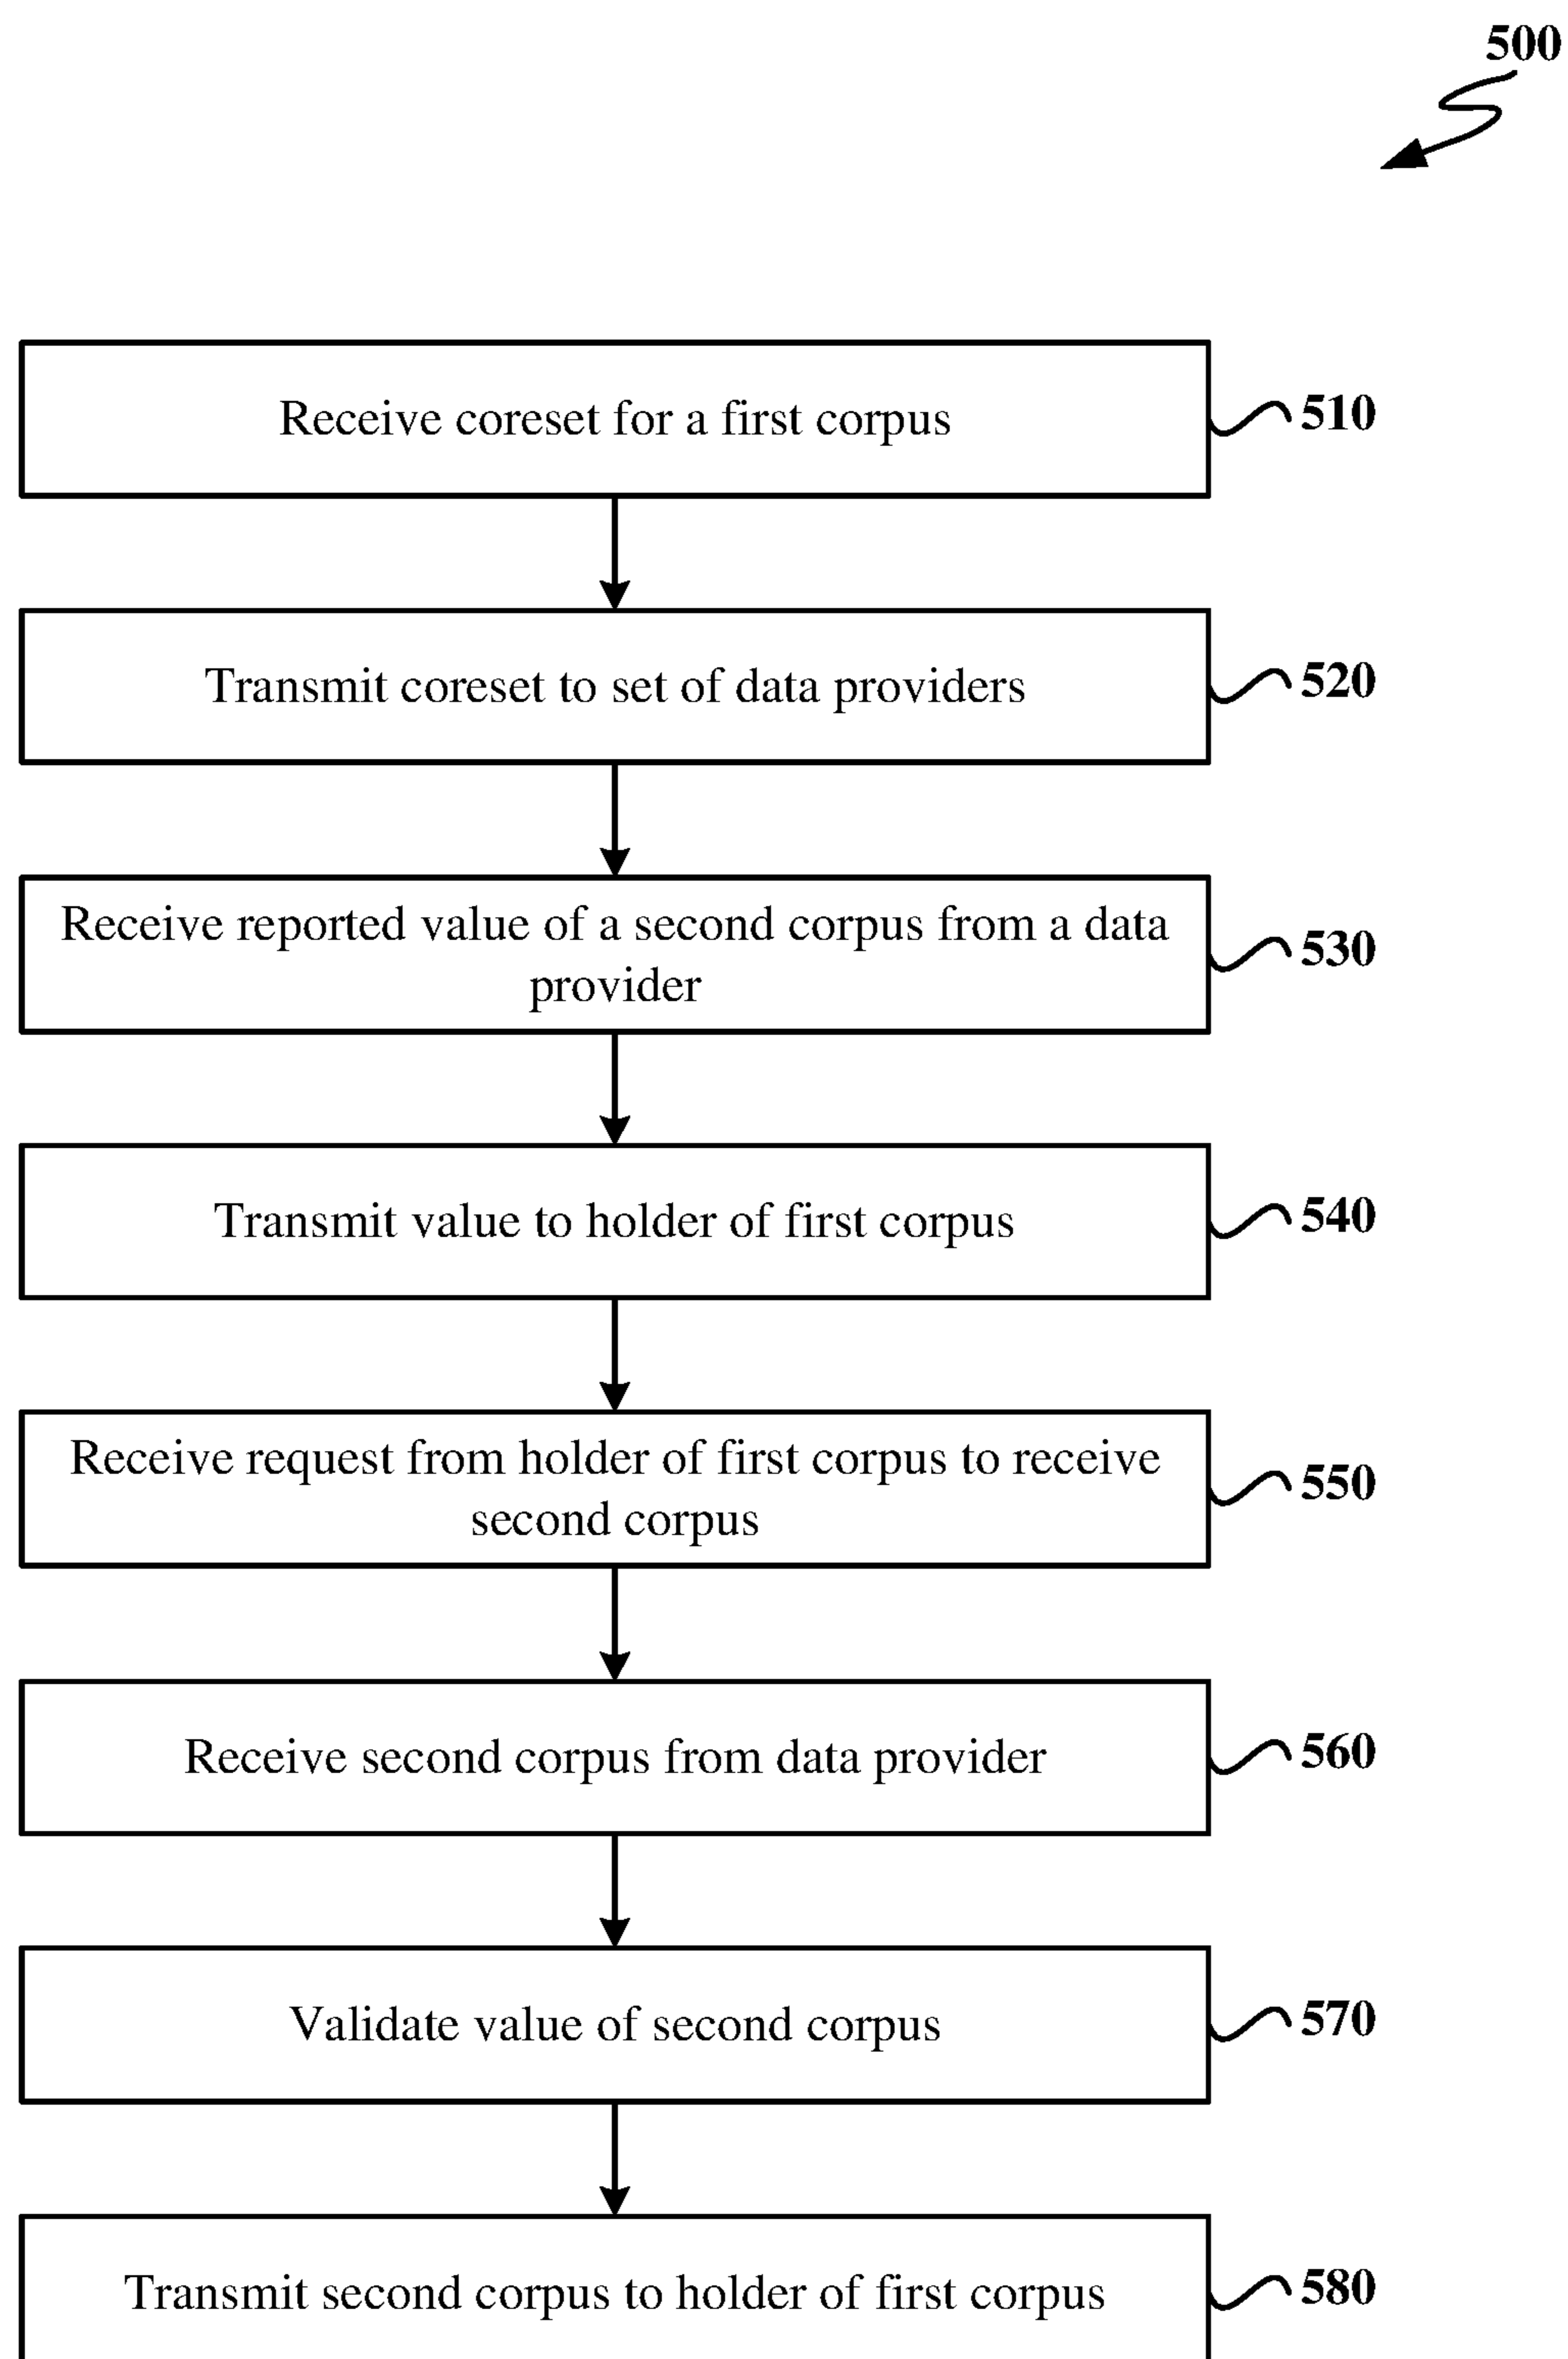 500
Receive coreset for a first corpus
510
Transmit coreset to set of data providers
520
Receive reported value of a second corpus from a data
provider
530
Transmit value to holder of first corpus
540
Receive request from holder of first corpus to receive
second corpus
550
Receive second corpus from data provider
560
Validate value of second corpus
570
Transmit second corpus to holder of first corpus
580